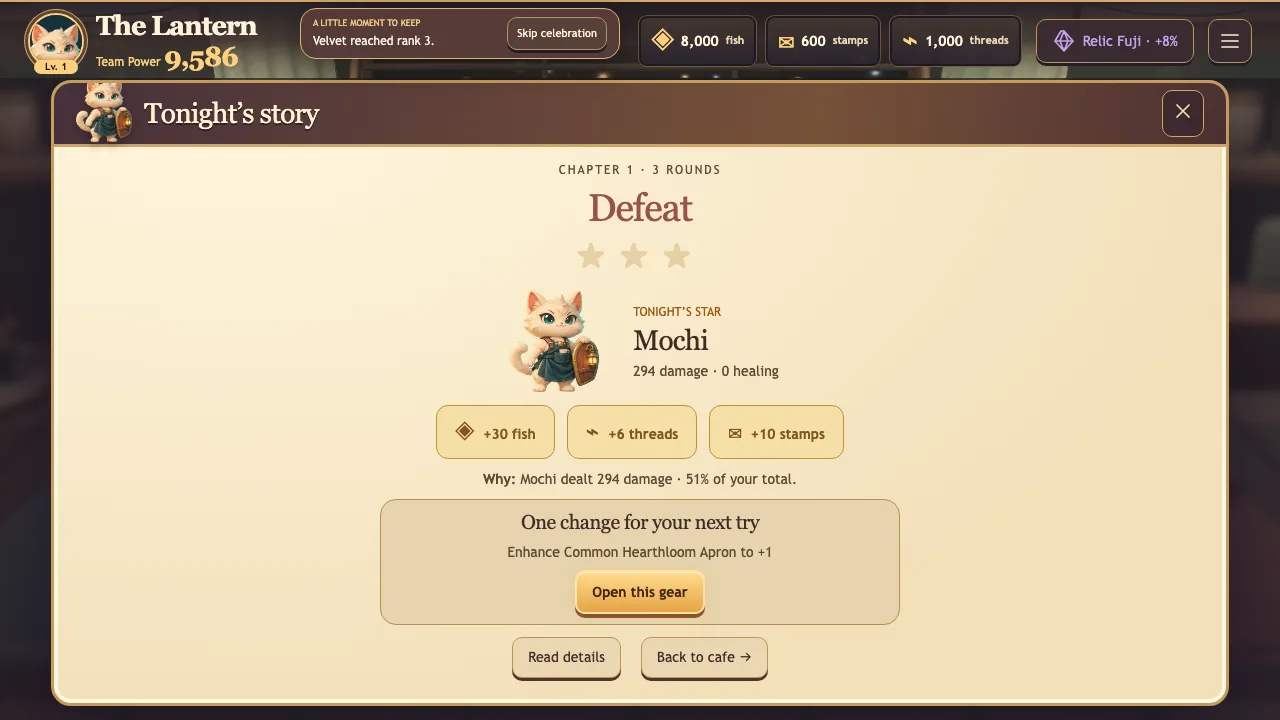 The Lantern
Lv. 1
Team Power 9,586
A LITTLE MOMENT TO KEEP
Velvet reached rank 3.
Skip celebration
8,000 fish
600 stamps
1,000 threads
Relic Fuji · +8%
Tonight’s story
CHAPTER 1 · 3 ROUNDS
Defeat
TONIGHT’S STAR
Mochi
294 damage · 0 healing
+30 fish
+6 threads
+10 stamps
Why: Mochi dealt 294 damage · 51% of your total.
One change for your next try
Enhance Common Hearthloom Apron to +1
Open this gear
Read details
Back to cafe →